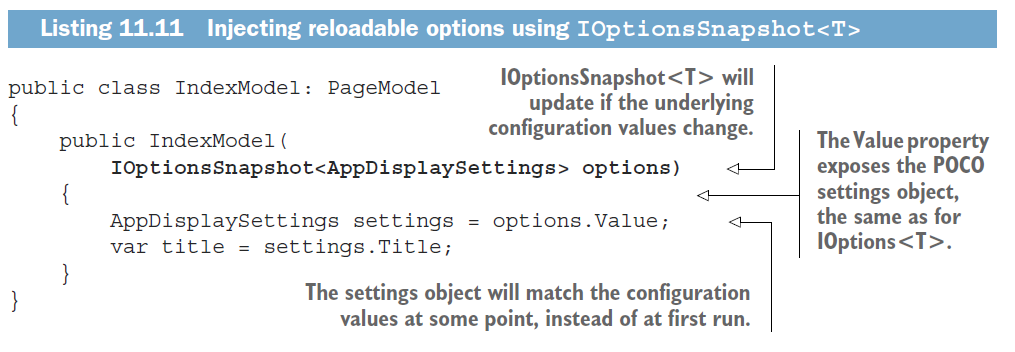 Listing 11.11 Injecting reloadable options using IOptionsSnapshot<T>
public class IndexModel: PageModel
{
public IndexModel(
IOptionsSnapshot<AppDisplaySettings> options)
{
AppDisplaySettings settings = options.Value;
var title = settings.Title;
}
}
IOptionsSnapshot<T> will
update if the underlying
configuration values change.
The Value property
exposes the POCO
settings object,
the same as for
IOptions<T>.
The settings object will match the configuration
values at some point, instead of at first run.